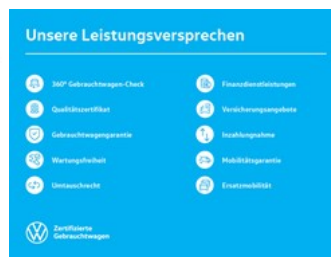 Unsere Leistungsversprechen
360° Gebrauchtwagen-Check
Qualitätszertifikat
Gebrauchtwagengarantie
Wartungsfreiheit
Umtauschrecht
Finanzdienstleistungen
Versicherungsangebote
Inzahlungnahme
Mobilitätsgarantie
Ersatzmobilität
Zertifizierte
Gebrauchtwagen